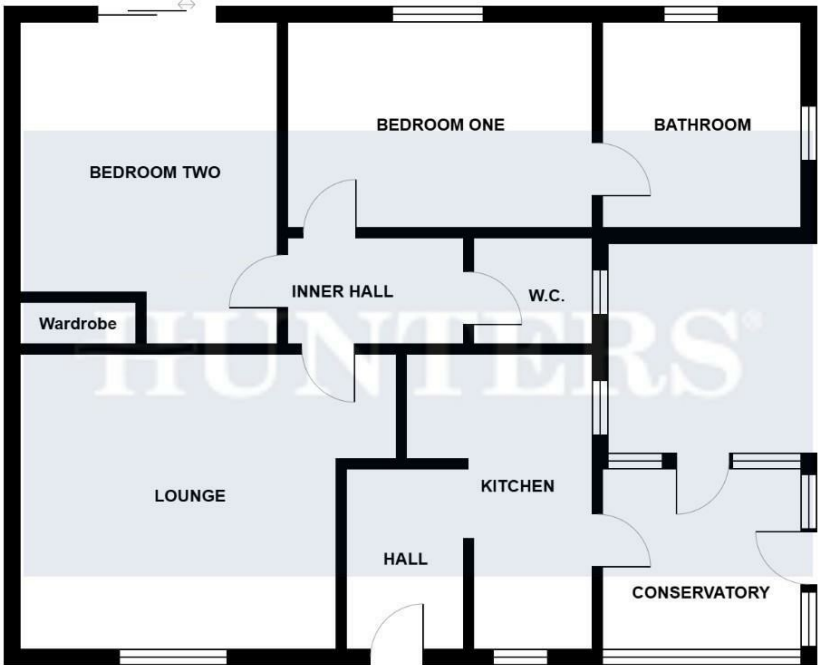 BEDROOM ONE
BATHROOM
BEDROOM TWO
INNER HALL
W.C.
Wardrobe
HUNTERS®
LOUNGE
KITCHEN
HALL
CONSERVATORY